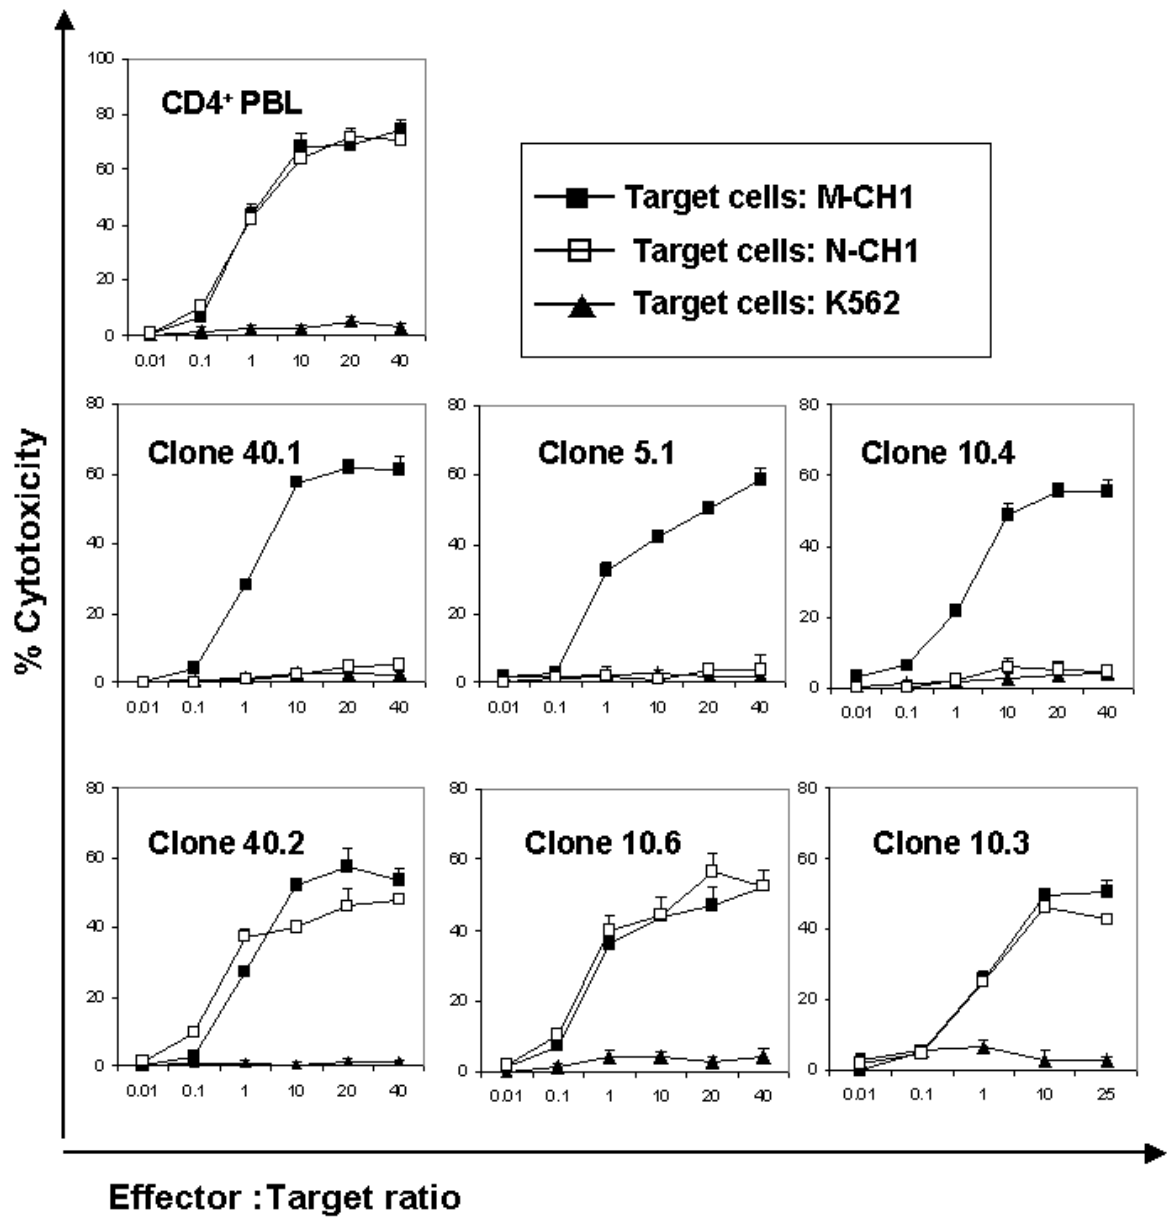 100
80
60
40
20
0
CD4⁺ PBL
0.01 0.1 1 10 20 40
Target cells: M-CH1
Target cells: N-CH1
Target cells: K562
% Cytotoxicity
80
60
40
20
0
Clone 40.1
0.01 0.1 1 10 20 40
80
60
40
20
0
Clone 5.1
0.01 0.1 1 10 20 40
80
60
40
20
0
Clone 10.4
0.01 0.1 1 10 20 40
80
60
40
20
0
Clone 40.2
0.01 0.1 1 10 20 40
80
60
40
20
0
Clone 10.6
0.01 0.1 1 10 20 40
80
60
40
20
0
Clone 10.3
0.01 0.1 1 10 25
Effector :Target ratio